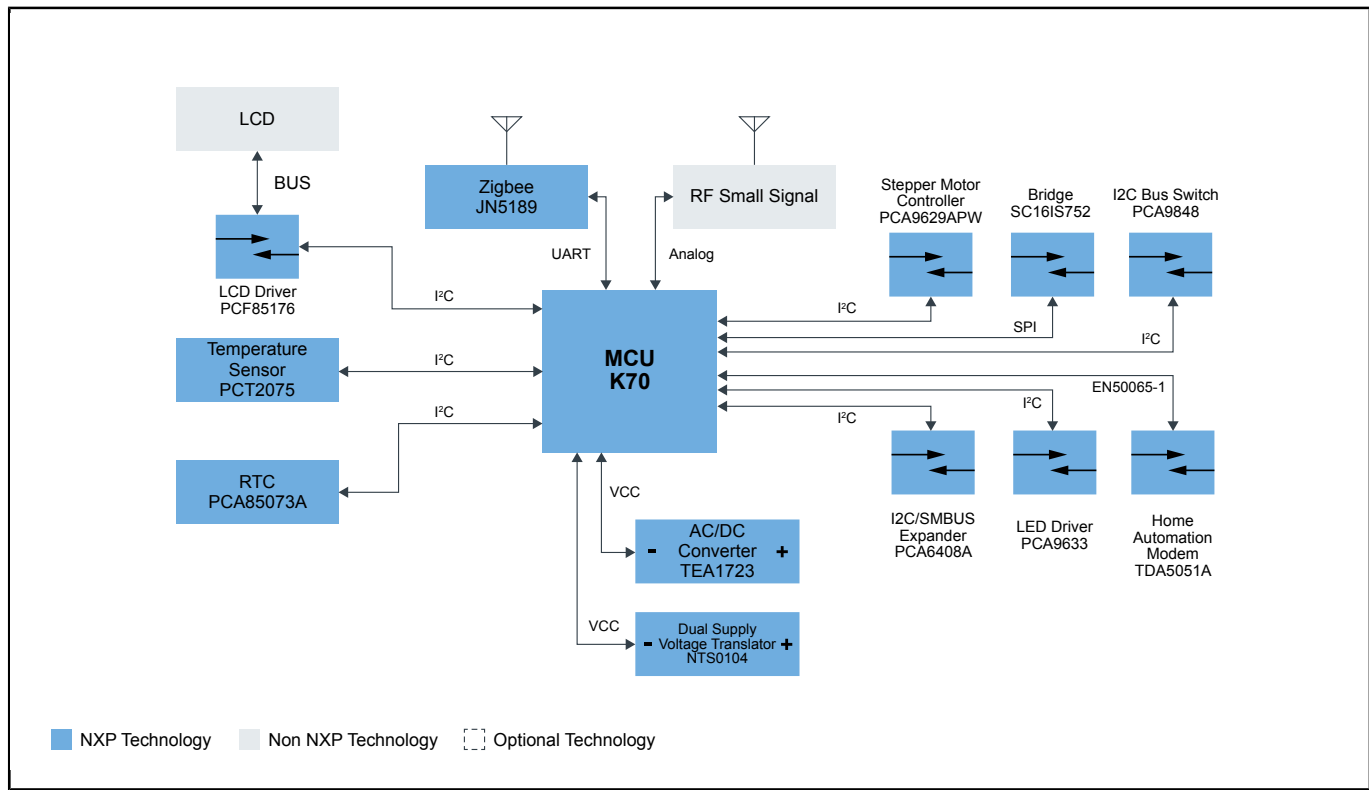 LCD
BUS
LCD Driver
PCF85176
I²C
Zigbee
JN5189
UART
RF Small Signal
Analog
Stepper Motor
Controller
PCA9629APW
Bridge
SC16IS752
I2C Bus Switch
PCA9848
I²C
SPI
I²C
Temperature
Sensor
PCT2075
I²C
MCU
K70
EN50065-1
I²C
I²C
RTC
PCA85073A
I²C
I2C/SMBUS
Expander
PCA6408A
LED Driver
PCA9633
Home
Automation
Modem
TDA5051A
VCC
AC/DC
- Converter +
TEA1723
VCC
Dual Supply
- Voltage Translator +
NTS0104
NXP Technology
Non NXP Technology
Optional Technology